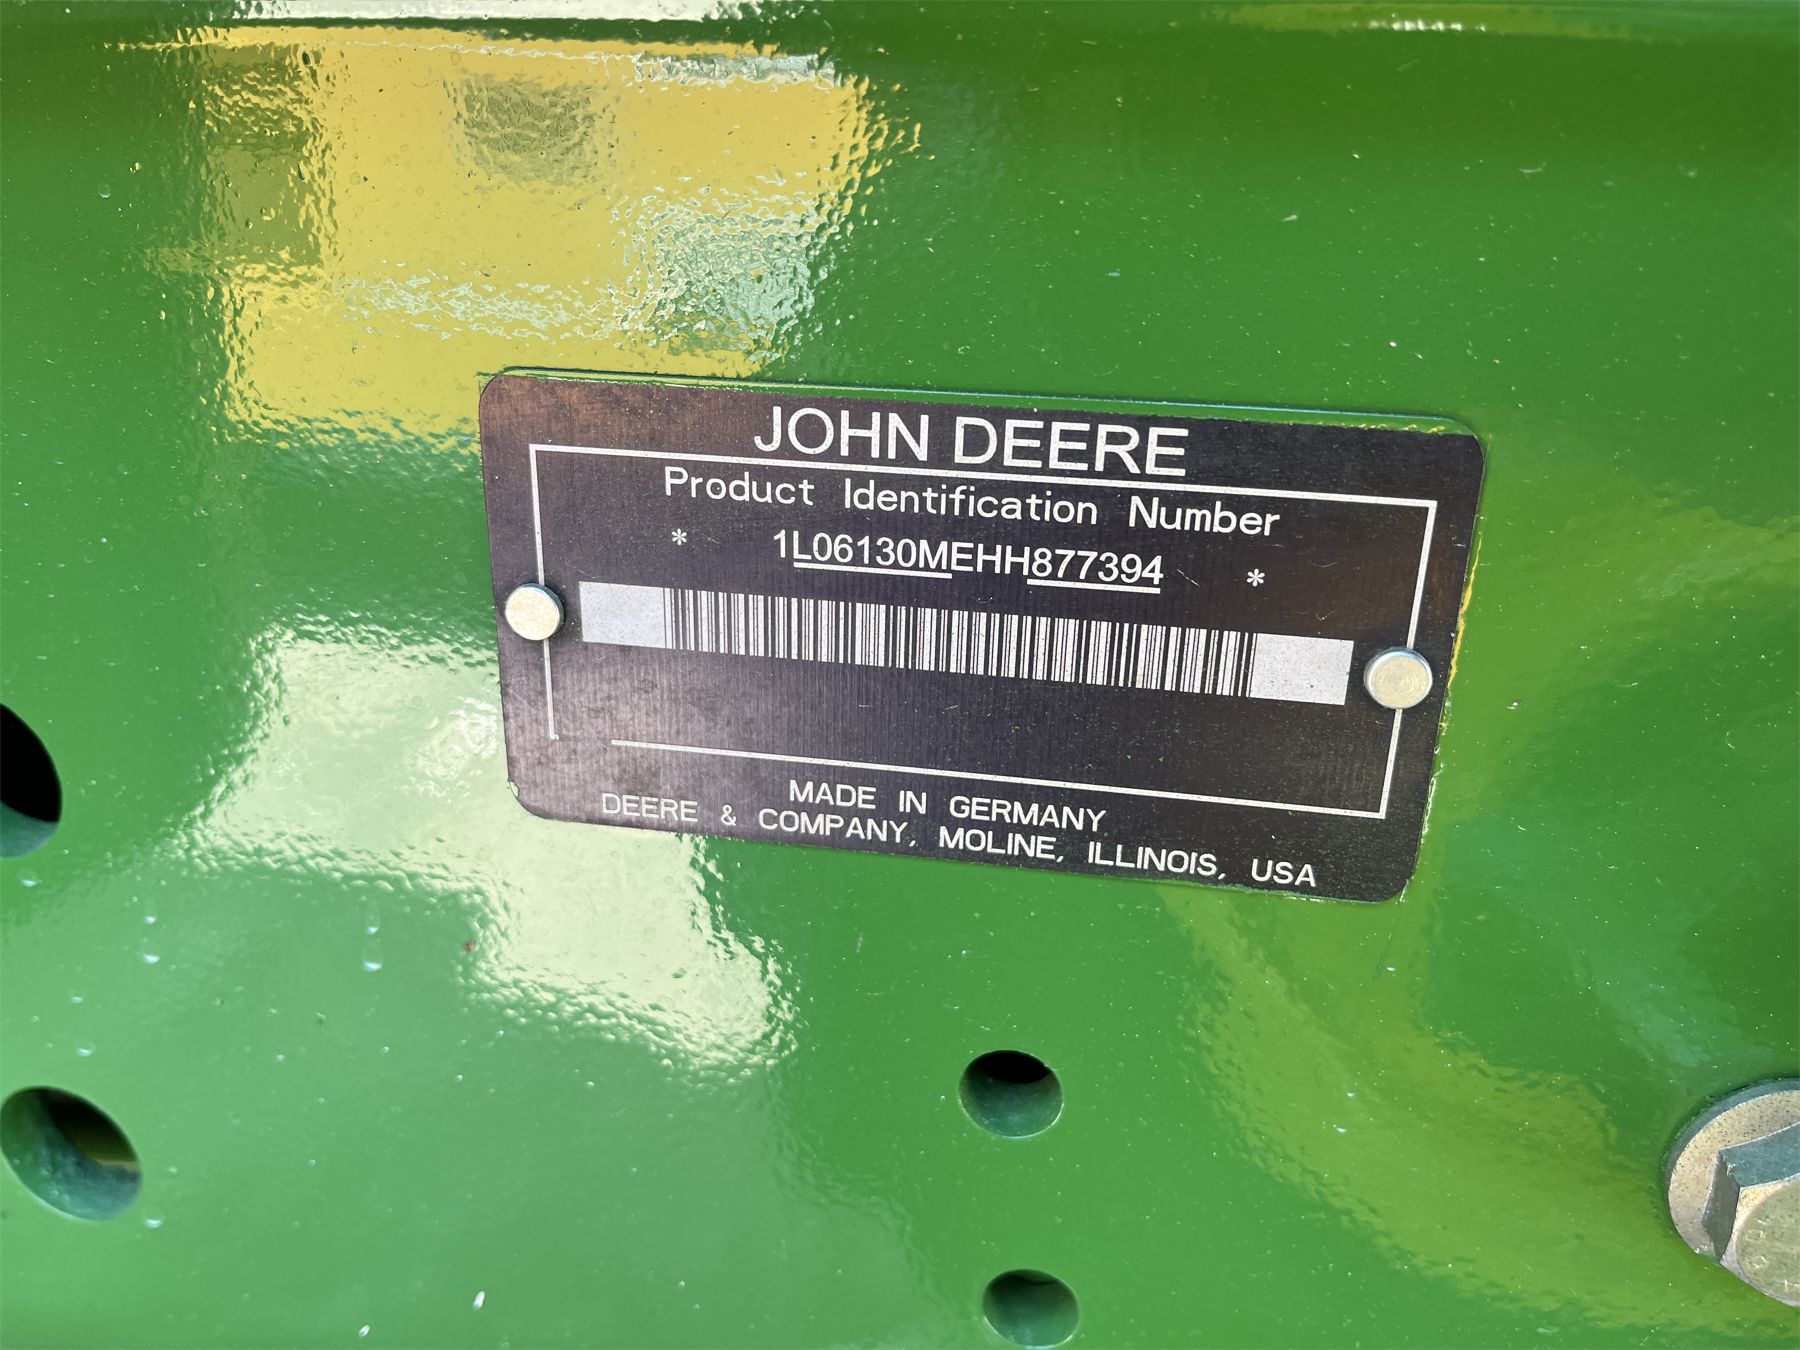 JOHN DEERE
Product Identification Number
* 1L06130MEHH877394 *
MADE IN GERMANY
DEERE & COMPANY, MOLINE, ILLINOIS, USA